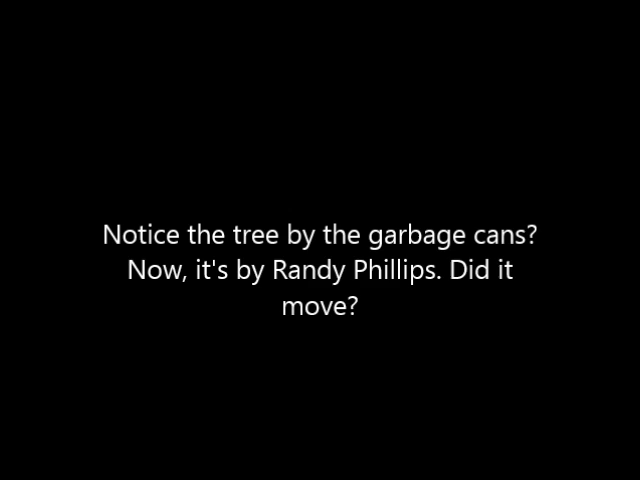 Notice the tree by the garbage cans?
Now, it's by Randy Phillips. Did it
move?